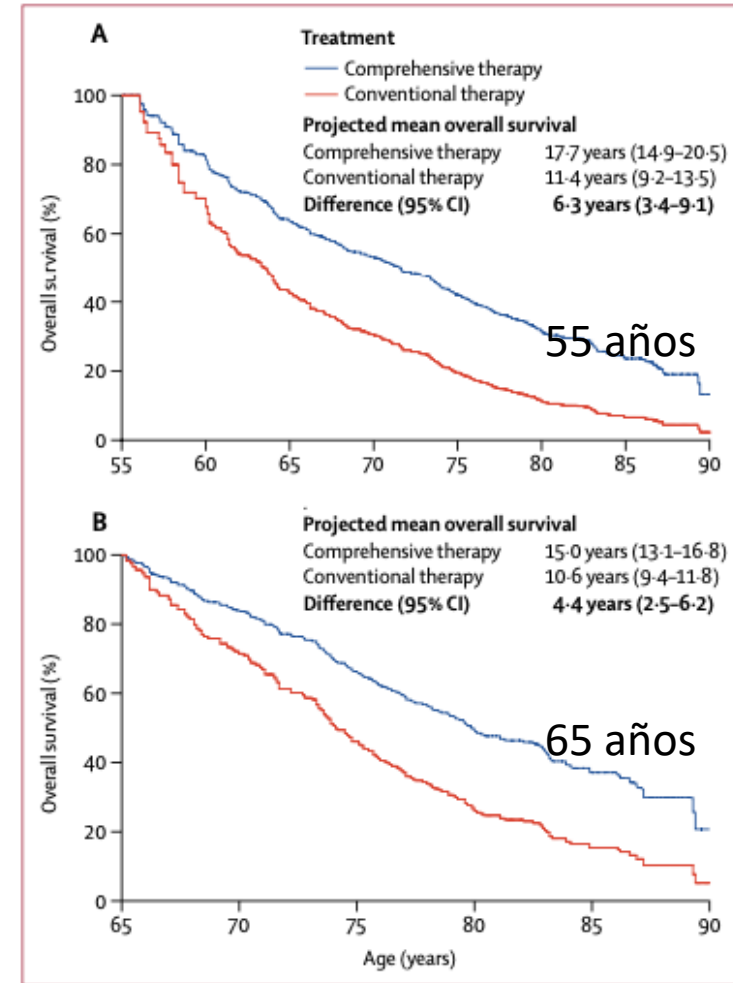 A
Treatment
Comprehensive therapy
Conventional therapy
Projected mean overall survival
Comprehensive therapy 17·7 years (14·9–20·5)
Conventional therapy 11·4 years (9·2–13·5)
Difference (95% CI) 6·3 years (3·4–9·1)
Overall survival (%)
100
80
60
40
20
0
55 años
55 60 65 70 75 80 85 90
B
Projected mean overall survival
Comprehensive therapy 15·0 years (13·1–16·8)
Conventional therapy 10·6 years (9·4–11·8)
Difference (95% CI) 4·4 years (2·5–6·2)
Overall survival (%)
100
80
60
40
20
0
65 años
65 70 75 80 85 90
Age (years)